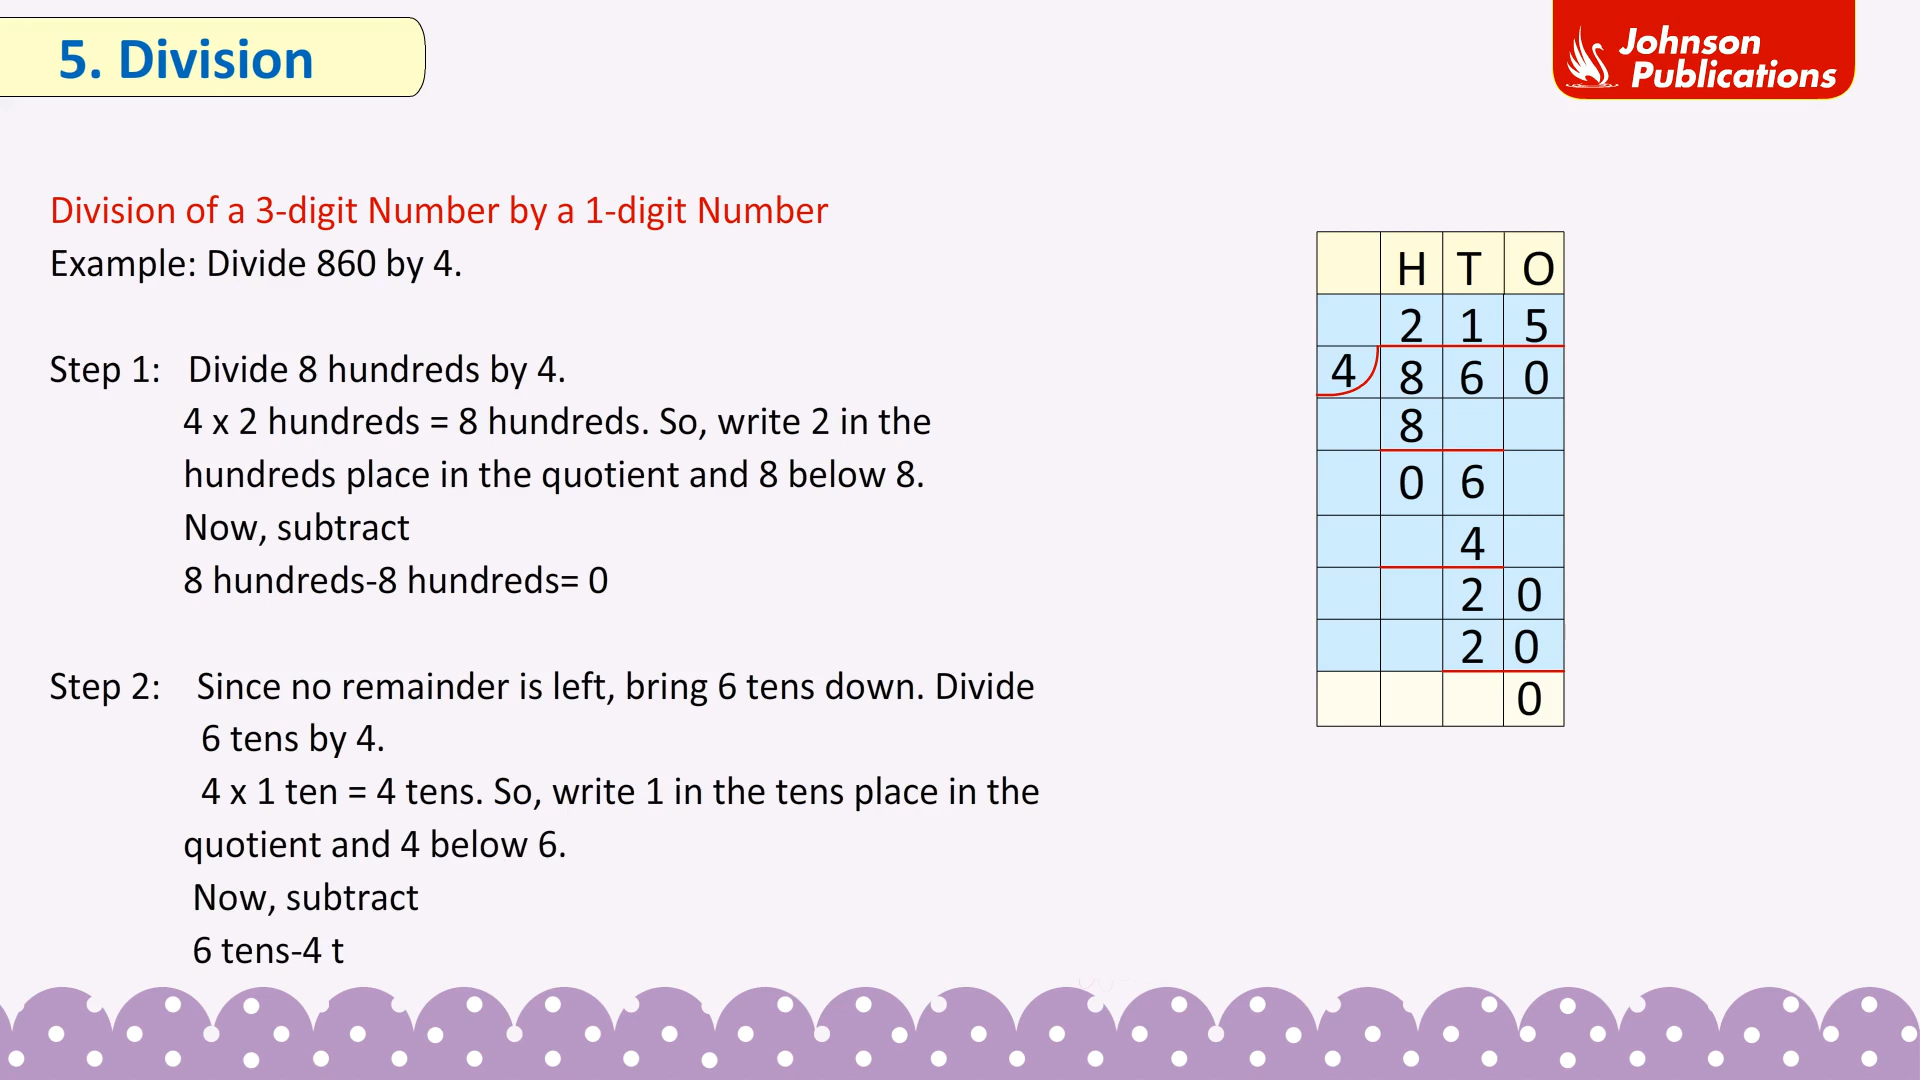 5. Division
Johnson
Publications
Division of a 3-digit Number by a 1-digit Number
Example: Divide 860 by 4.
Step 1: Divide 8 hundreds by 4.
4 x 2 hundreds = 8 hundreds. So, write 2 in the
hundreds place in the quotient and 8 below 8.
Now, subtract
8 hundreds-8 hundreds= 0
Step 2: Since no remainder is left, bring 6 tens down. Divide
6 tens by 4.
4 x 1 ten = 4 tens. So, write 1 in the tens place in the
quotient and 4 below 6.
Now, subtract
6 tens-4 t
H T O
2 1 5
4 8 6 0
8
0 6
4
2 0
2 0
0